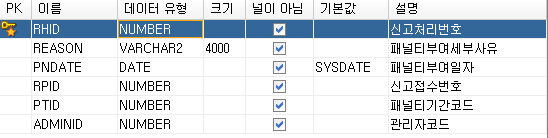 PK 이름 데이터 유형 크기 널이 아님 기본값 설명
RHID NUMBER 신고처리번호
REASON VARCHAR2 4000 패널티부여세부사유
PNDATE DATE SYSDATE 패널티부여일자
RPID NUMBER 신고접수번호
PTID NUMBER 패널티기간코드
ADMINID NUMBER 관리자코드